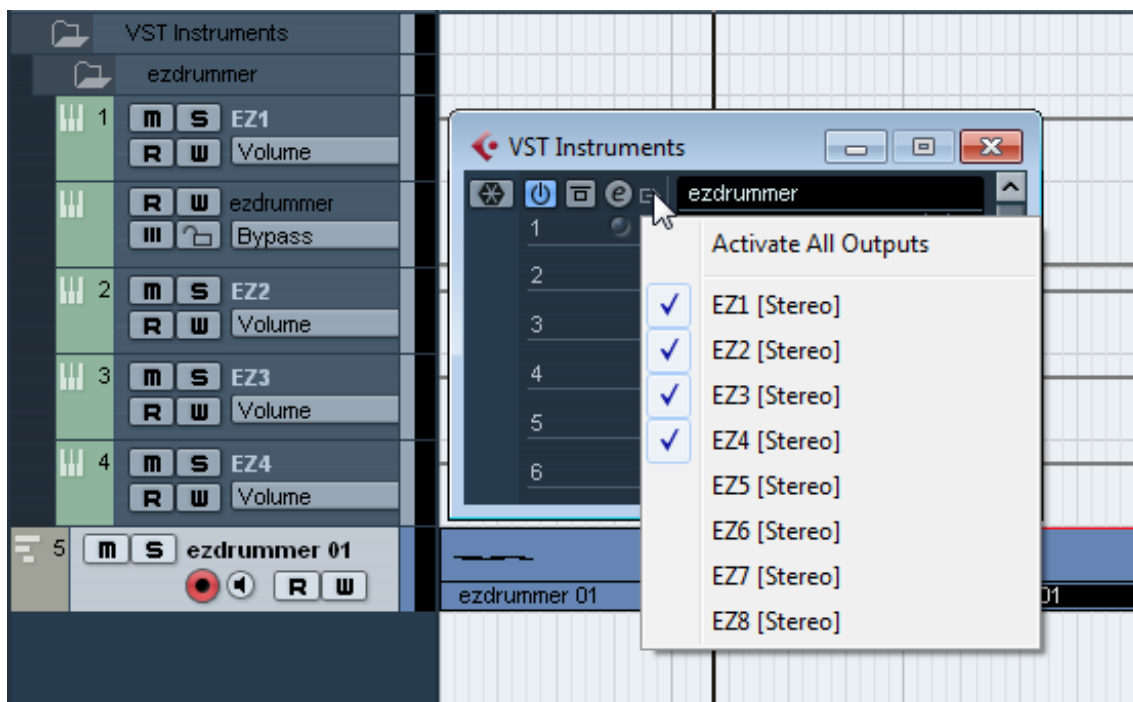 VST Instruments
ezdrummer
1 m S EZ1
R W Volume
R W ezdrummer
Bypass
2 m S EZ2
R W Volume
3 m S EZ3
R W Volume
4 m S EZ4
R W Volume
5 m S ezdrummer 01
R W
VST Instruments
e ezdrummer
1
2
3
4
5
6
Activate All Outputs
EZ1 [Stereo]
EZ2 [Stereo]
EZ3 [Stereo]
EZ4 [Stereo]
EZ5 [Stereo]
EZ6 [Stereo]
EZ7 [Stereo]
EZ8 [Stereo]
ezdrummer 01
01